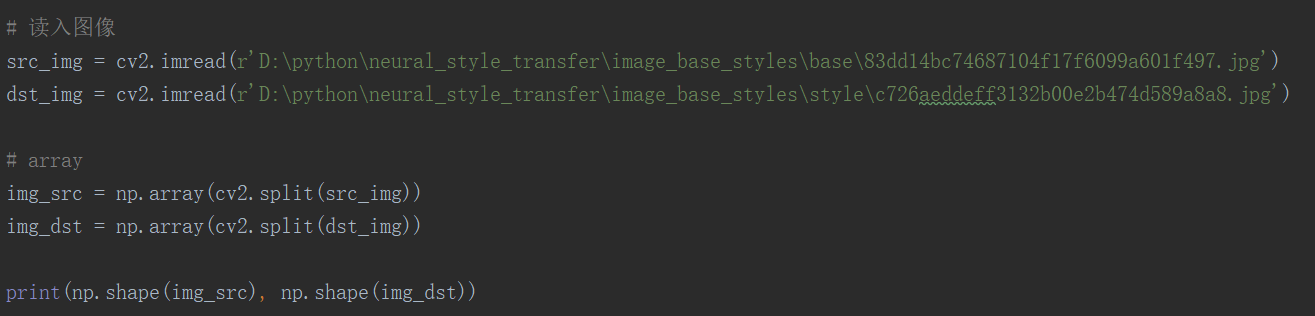 # 读入图像
src_img = cv2.imread(r'D:\python\neural_style_transfer\image_base_styles\base\83dd14bc74687104f17f6099a601f497.jpg')
dst_img = cv2.imread(r'D:\python\neural_style_transfer\image_base_styles\style\c726aeddeff3132b00e2b474d589a8a8.jpg')
# array
img_src = np.array(cv2.split(src_img))
img_dst = np.array(cv2.split(dst_img))
print(np.shape(img_src), np.shape(img_dst))